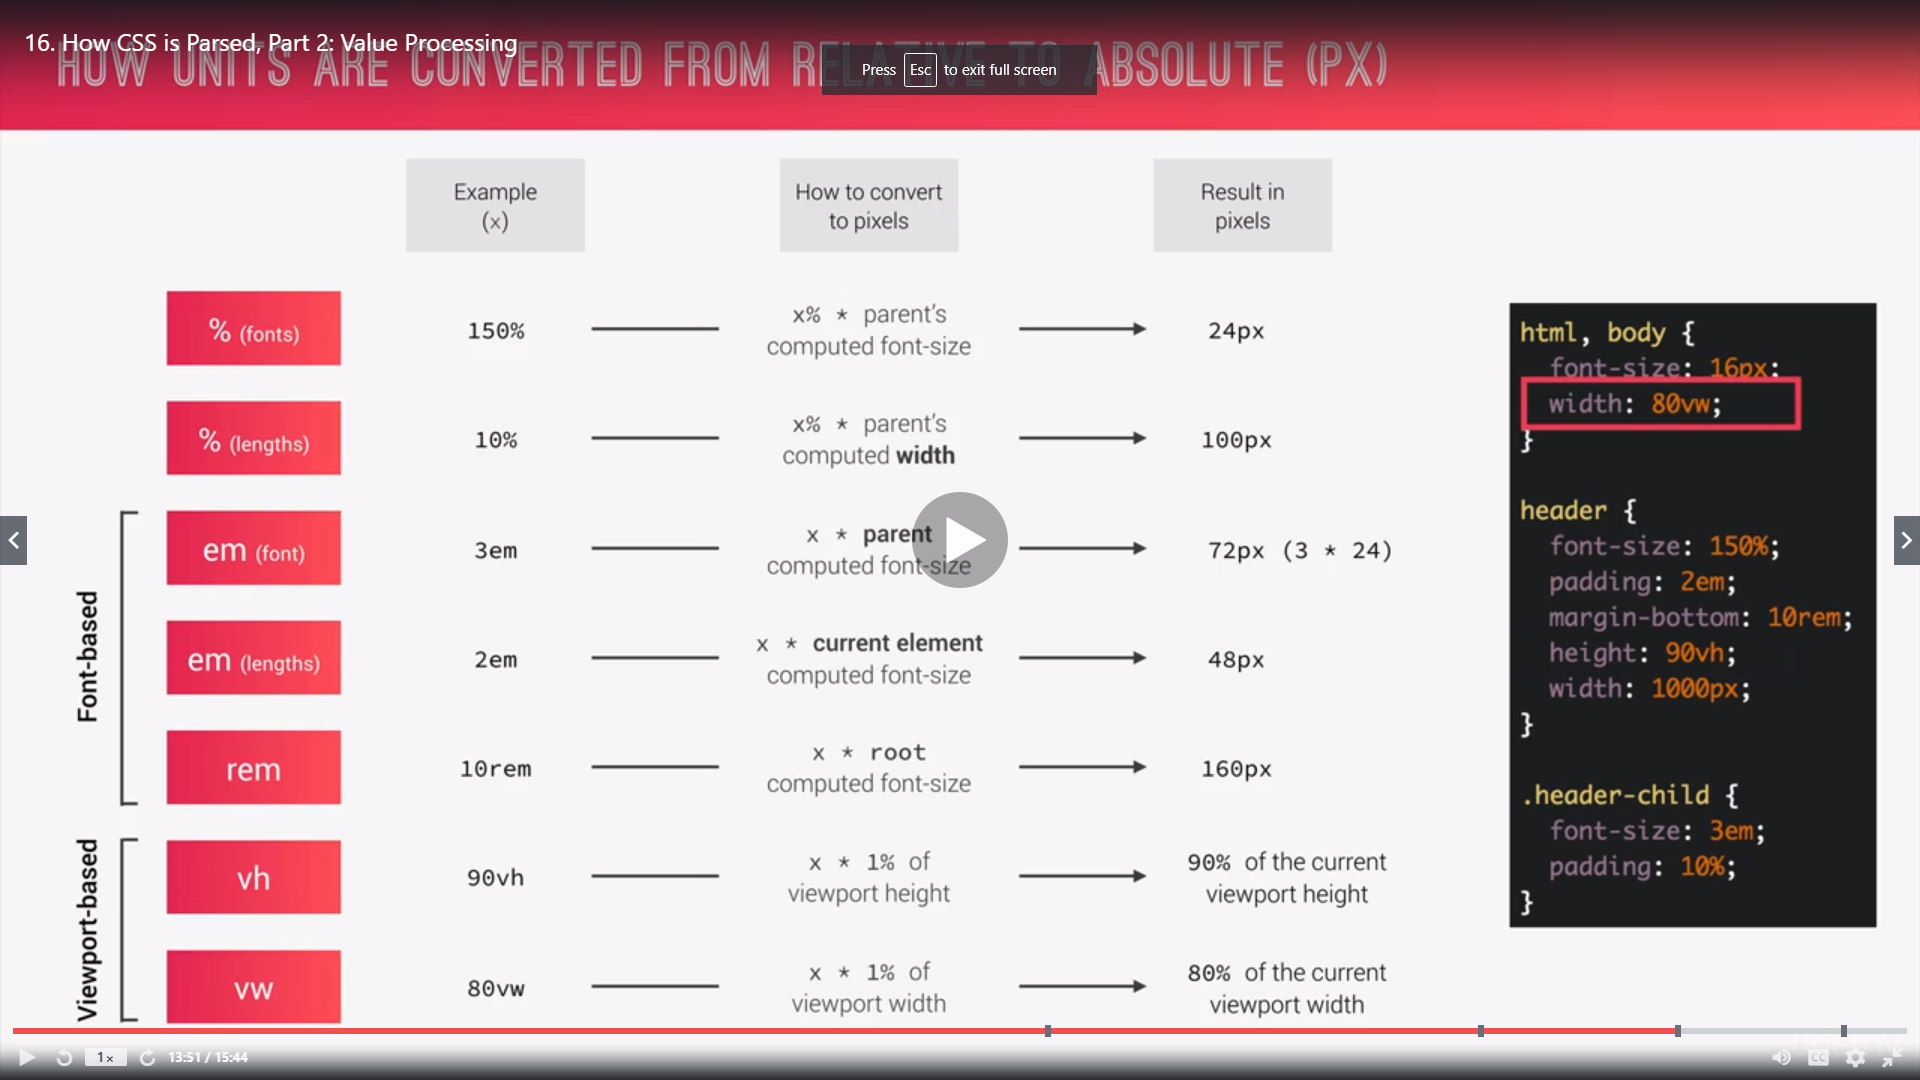 16. How CSS is Parsed, Part 2: Value Processing
HOW UNITS ARE CONVERTED FROM RELATIVE TO ABSOLUTE (PX)
Press Esc to exit full screen
Example
(x)
How to convert
to pixels
Result in
pixels
% (fonts)
150%
x% * parent's
computed font-size
24px
% (lengths)
10%
x% * parent's
computed width
100px
Font-based
em (font)
3em
x * parent
computed font-size
72px (3 * 24)
em (lengths)
2em
x * current element
computed font-size
48px
rem
10rem
x * root
computed font-size
160px
Viewport-based
vh
90vh
x * 1% of
viewport height
90% of the current
viewport height
vw
80vw
x * 1% of
viewport width
80% of the current
viewport width
html, body {
font-size: 16px;
width: 80vw;
}
header {
font-size: 150%;
padding: 2em;
margin-bottom: 10rem;
height: 90vh;
width: 1000px;
}
.header-child {
font-size: 3em;
padding: 10%;
}
1x
13:51 / 15:44
CC